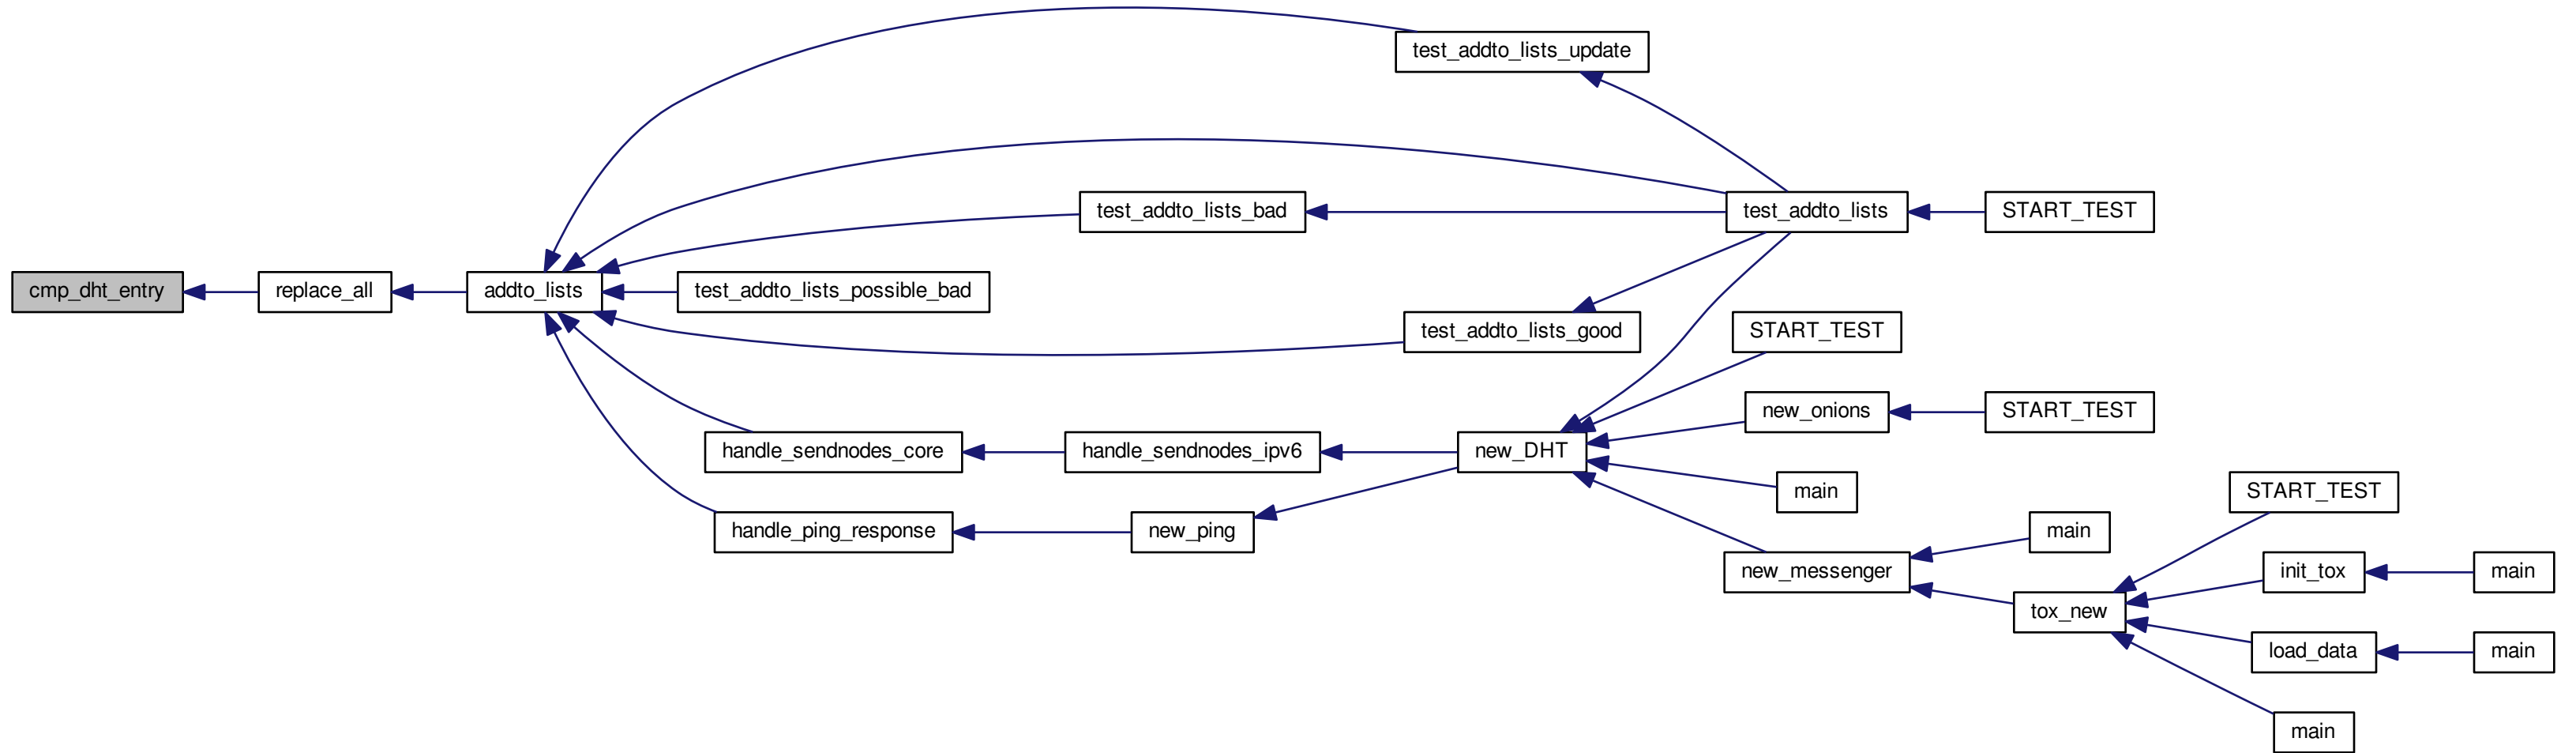 test_addto_lists_update
test_addto_lists_bad
test_addto_lists
START_TEST
cmp_dht_entry
replace_all
addto_lists
test_addto_lists_possible_bad
test_addto_lists_good
START_TEST
new_onions
START_TEST
handle_sendnodes_core
handle_sendnodes_ipv6
new_DHT
main
START_TEST
handle_ping_response
new_ping
main
new_messenger
init_tox
main
tox_new
load_data
main
main